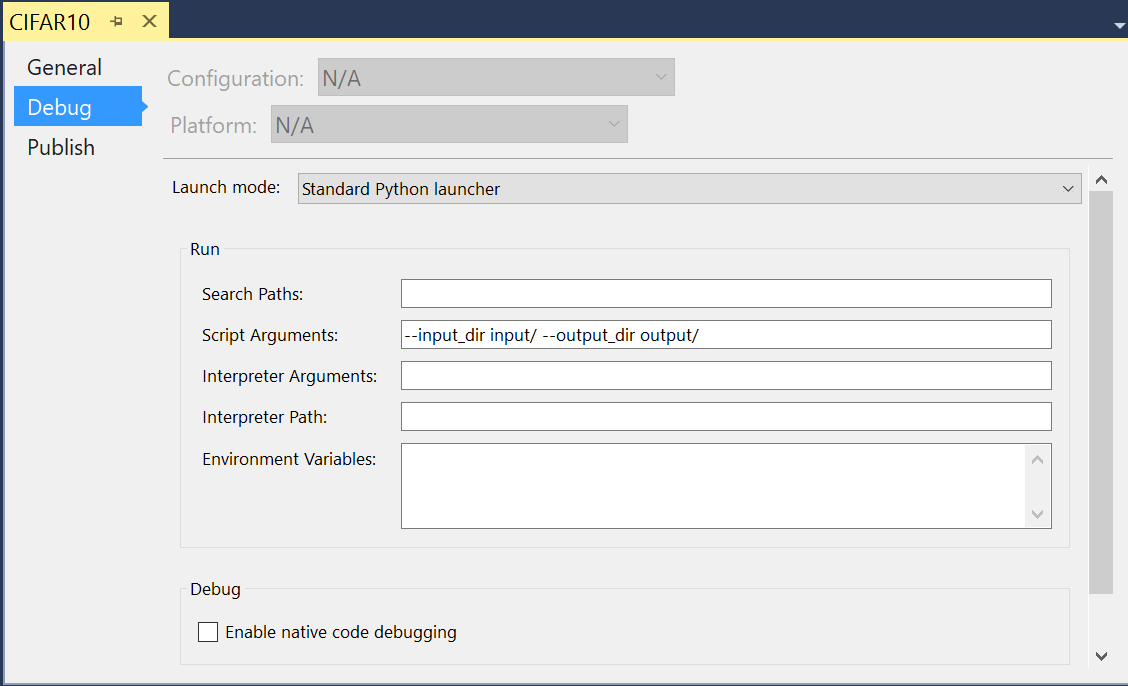 CIFAR10
General
Debug
Publish
Configuration: N/A
Platform: N/A
Launch mode: Standard Python launcher
Run
Search Paths:
Script Arguments: --input_dir input/ --output_dir output/
Interpreter Arguments:
Interpreter Path:
Environment Variables:
Debug
Enable native code debugging